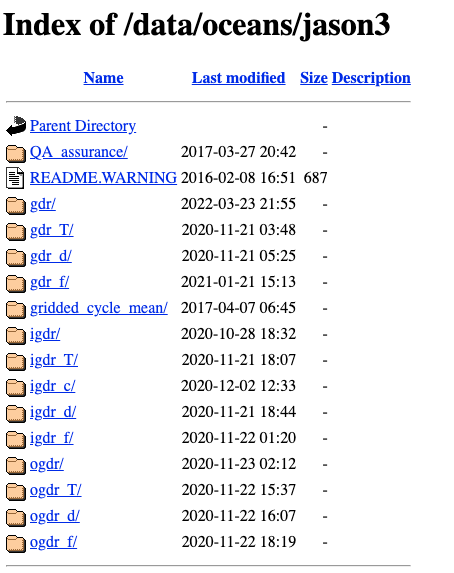 Index of /data/oceans/jason3
Name Last modified Size Description
Parent Directory -
QA_assurance/ 2017-03-27 20:42 -
README.WARNING 2016-02-08 16:51 687
gdr/ 2022-03-23 21:55 -
gdr_T/ 2020-11-21 03:48 -
gdr_d/ 2020-11-21 05:25 -
gdr_f/ 2021-01-21 15:13 -
gridded_cycle_mean/ 2017-04-07 06:45 -
igdr/ 2020-10-28 18:32 -
igdr_T/ 2020-11-21 18:07 -
igdr_c/ 2020-12-02 12:33 -
igdr_d/ 2020-11-21 18:44 -
igdr_f/ 2020-11-22 01:20 -
ogdr/ 2020-11-23 02:12 -
ogdr_T/ 2020-11-22 15:37 -
ogdr_d/ 2020-11-22 16:07 -
ogdr_f/ 2020-11-22 18:19 -